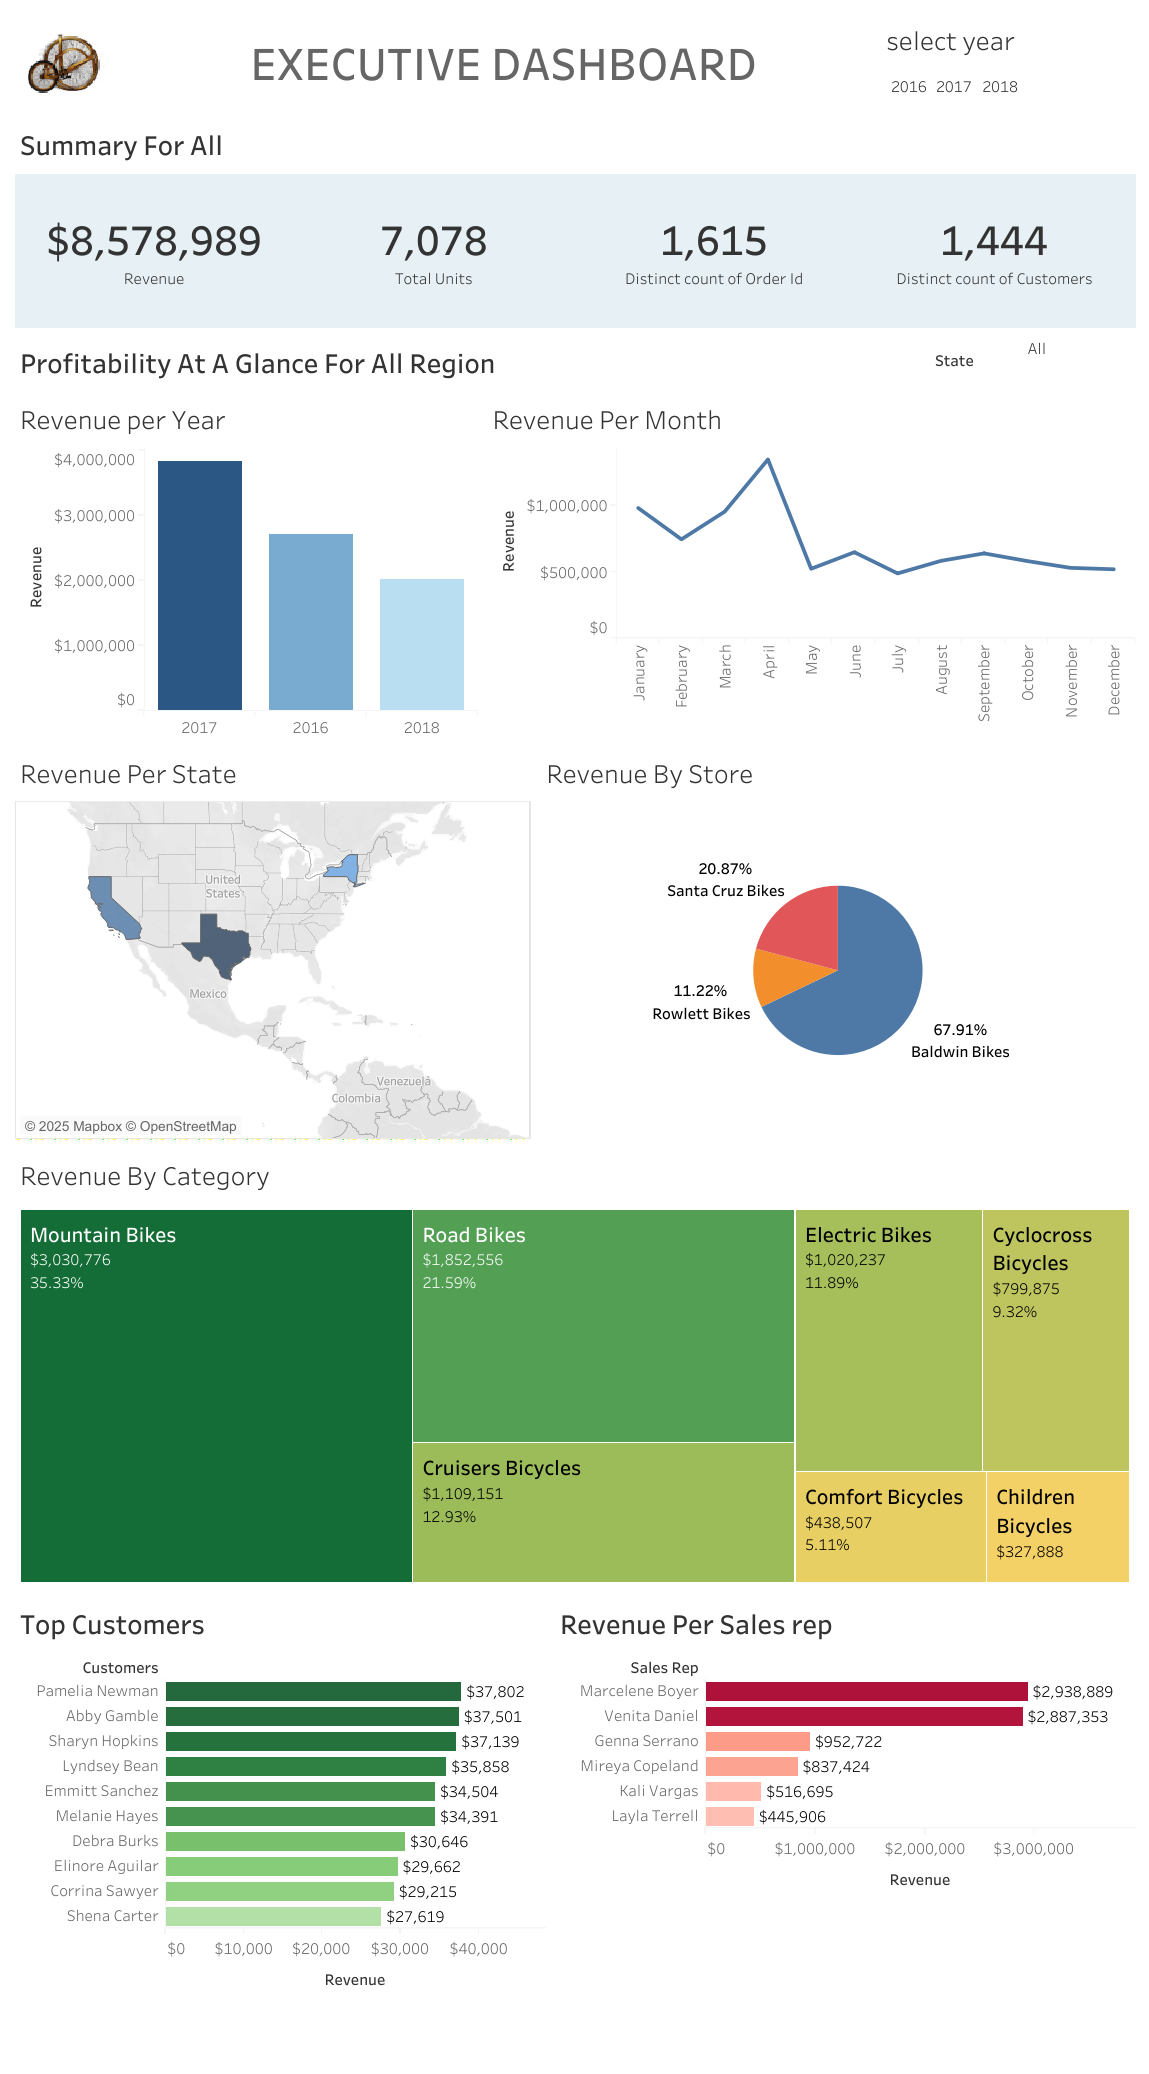 EXECUTIVE DASHBOARD
select year
2016 2017 2018
Summary For All
$8,578,989
Revenue
7,078
Total Units
1,615
Distinct count of Order Id
1,444
Distinct count of Customers
Profitability At A Glance For All Region
State
All
Revenue per Year
Revenue
$4,000,000
$3,000,000
$2,000,000
$1,000,000
$0
2017
2016
2018
Revenue Per Month
Revenue
$1,000,000
$500,000
$0
January
February
March
April
May
June
July
August
September
October
November
December
Revenue Per State
United
States
Mexico
Venezuela
Colombia
© 2025 Mapbox © OpenStreetMap
Revenue By Store
20.87%
Santa Cruz Bikes
11.22%
Rowlett Bikes
67.91%
Baldwin Bikes
Revenue By Category
Mountain Bikes
$3,030,776
35.33%
Road Bikes
$1,852,556
21.59%
Cruisers Bicycles
$1,109,151
12.93%
Electric Bikes
$1,020,237
11.89%
Cyclocross
Bicycles
$799,875
9.32%
Comfort Bicycles
$438,507
5.11%
Children
Bicycles
$327,888
Top Customers
Customers
Pamelia Newman $37,802
Abby Gamble $37,501
Sharyn Hopkins $37,139
Lyndsey Bean $35,858
Emmitt Sanchez $34,504
Melanie Hayes $34,391
Debra Burks $30,646
Elinore Aguilar $29,662
Corrina Sawyer $29,215
Shena Carter $27,619
$0 $10,000 $20,000 $30,000 $40,000
Revenue
Revenue Per Sales rep
Sales Rep
Marcelene Boyer $2,938,889
Venita Daniel $2,887,353
Genna Serrano $952,722
Mireya Copeland $837,424
Kali Vargas $516,695
Layla Terrell $445,906
$0 $1,000,000 $2,000,000 $3,000,000
Revenue